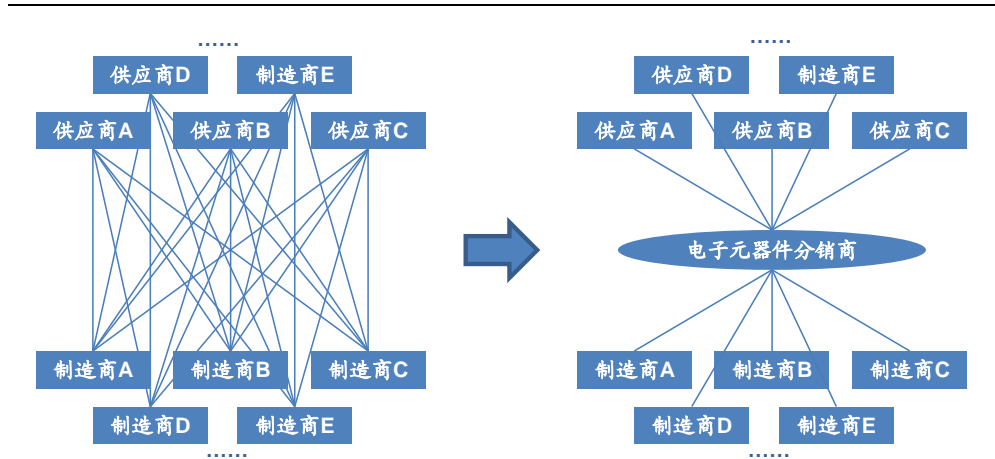 ......
......
供应商D
制造商E
供应商D
制造商E
供应商A
供应商B
供应商C
供应商A
供应商B
供应商C
电子元器件分销商
制造商A
制造商B
制造商C
制造商A
制造商B
制造商C
制造商D
制造商E
制造商D
制造商E
......
......